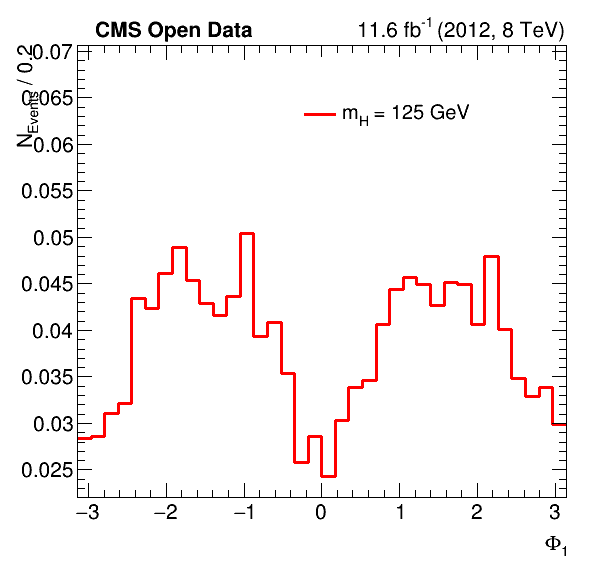 CMS Open Data 11.6 fb⁻¹ (2012, 8 TeV)
N_Events / 0.2
m_H = 125 GeV
0.07
0.065
0.06
0.055
0.05
0.045
0.04
0.035
0.03
0.025
−3 −2 −1 0 1 2 3
Φ₁